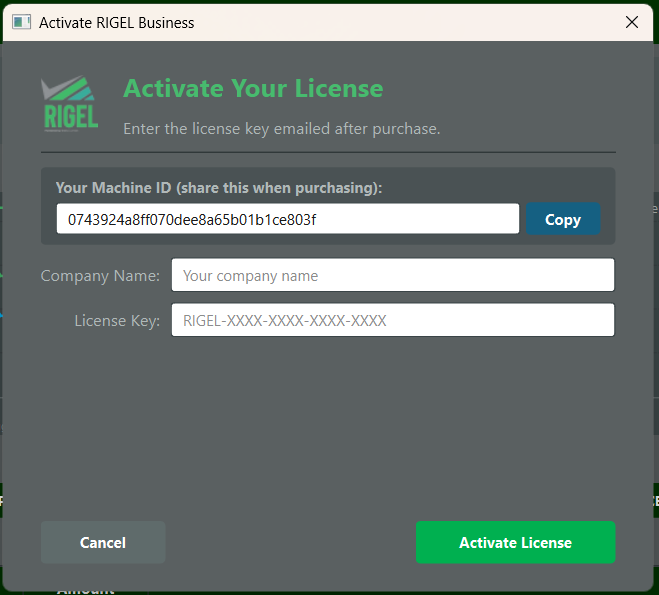 Activate RIGEL Business
RIGEL
Activate Your License
Enter the license key emailed after purchase.
Your Machine ID (share this when purchasing):
0743924a8ff070dee8a65b01b1ce803f
Copy
Company Name:
Your company name
License Key:
RIGEL-XXXX-XXXX-XXXX-XXXX
Cancel
Activate License
Amount